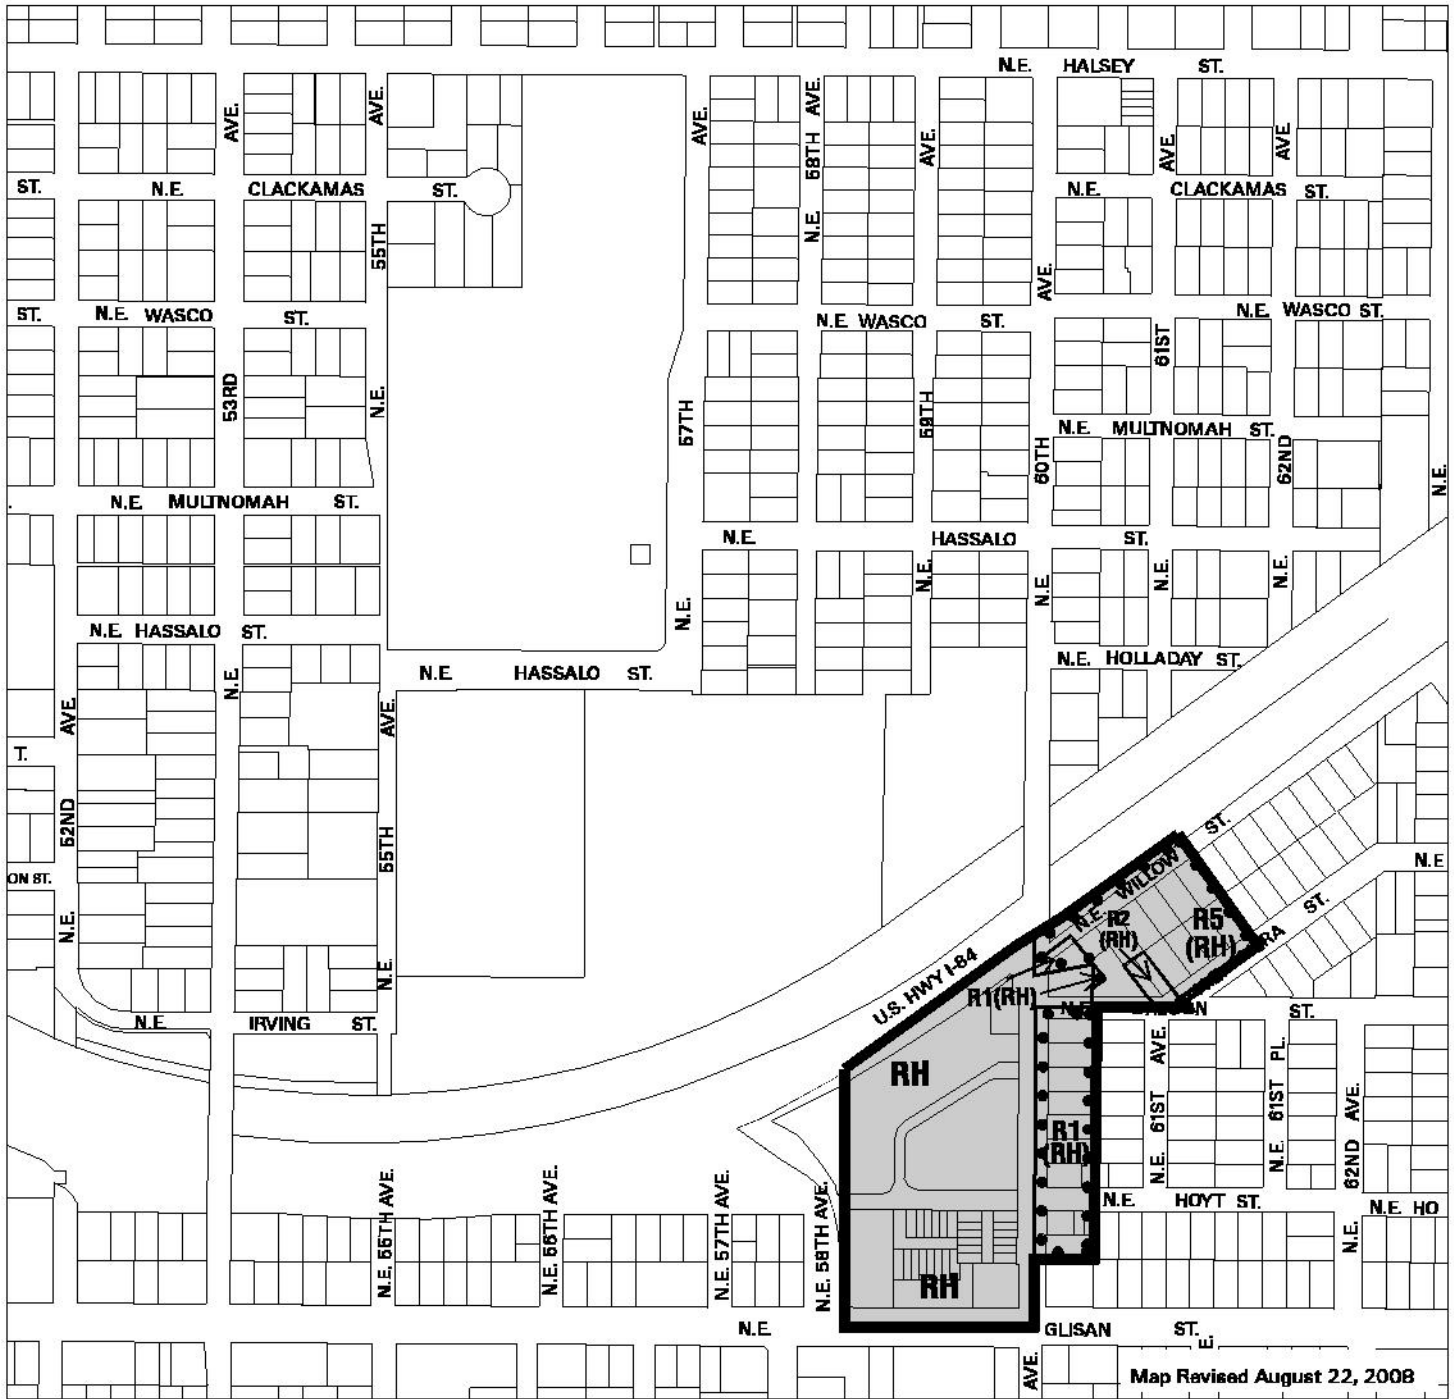 N.E. HALSEY ST.
AVE.
AVE.
AVE.
58TH AVE.
N.E.
AVE.
AVE.
AVE.
ST. N.E. CLACKAMAS ST.
N.E. CLACKAMAS ST.
55TH
AVE.
ST. N.E. WASCO ST.
N.E. WASCO ST.
N.E. WASCO ST.
53RD
N.E.
57TH
59TH
61ST
N.E. MULTNOMAH ST.
60TH
62ND
N.E.
N.E. MULTNOMAH ST.
N.E. HASSALO ST.
N.E.
N.E.
N.E.
N.E.
N.E.
N.E. HASSALO ST.
N.E. HOLLADAY ST.
N.E. HASSALO ST.
N.E.
AVE.
AVE.
T.
52ND
55TH
ON ST.
N.E.
N.E.
N.E. WILLOW ST.
N.E
ST.
R2
(RH)
R5
(RH)
RA
U.S. HWY I-84
R1(RH)
N.E. IRVING ST.
ST.
RH
AVE.
61ST
N.E.
PL.
61ST
N.E.
AVE.
62ND
N.E.
R1
(RH)
N.E. HOYT ST.
N.E. HO
N.E. 55TH AVE.
N.E. 56TH AVE.
N.E. 57TH AVE.
N.E. 58TH AVE.
RH
N.E. GLISAN ST.
E.
AVE.
Map Revised August 22, 2008